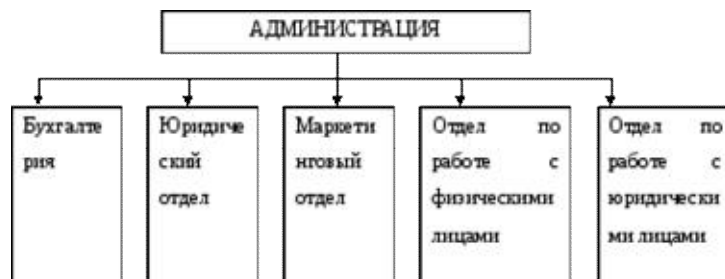 АДМИНИСТРАЦИЯ
Бухгалте
рия
Юридиче
ский
отдел
Маркети
нговый
отдел
Отдел по
работе с
физическими
лицами
Отдел по
работе с
юридически
ми лицами